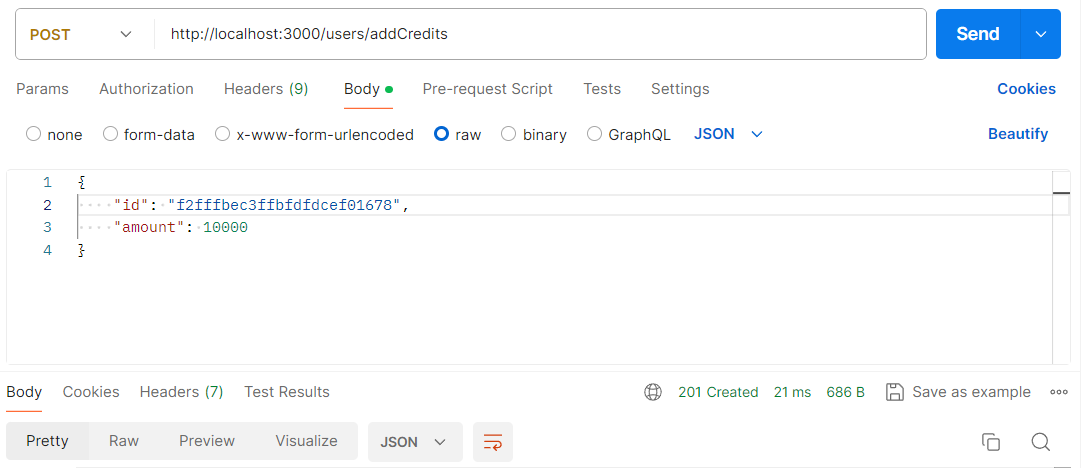 POST http://localhost:3000/users/addCredits Send
Params Authorization Headers (9) Body Pre-request Script Tests Settings Cookies
none form-data x-www-form-urlencoded raw binary GraphQL JSON Beautify
1 {
2 "id": "f2fffbec3ffbfdfdcef01678",
3 "amount": 10000
4 }
Body Cookies Headers (7) Test Results 201 Created 21 ms 686 B Save as example
Pretty Raw Preview Visualize JSON